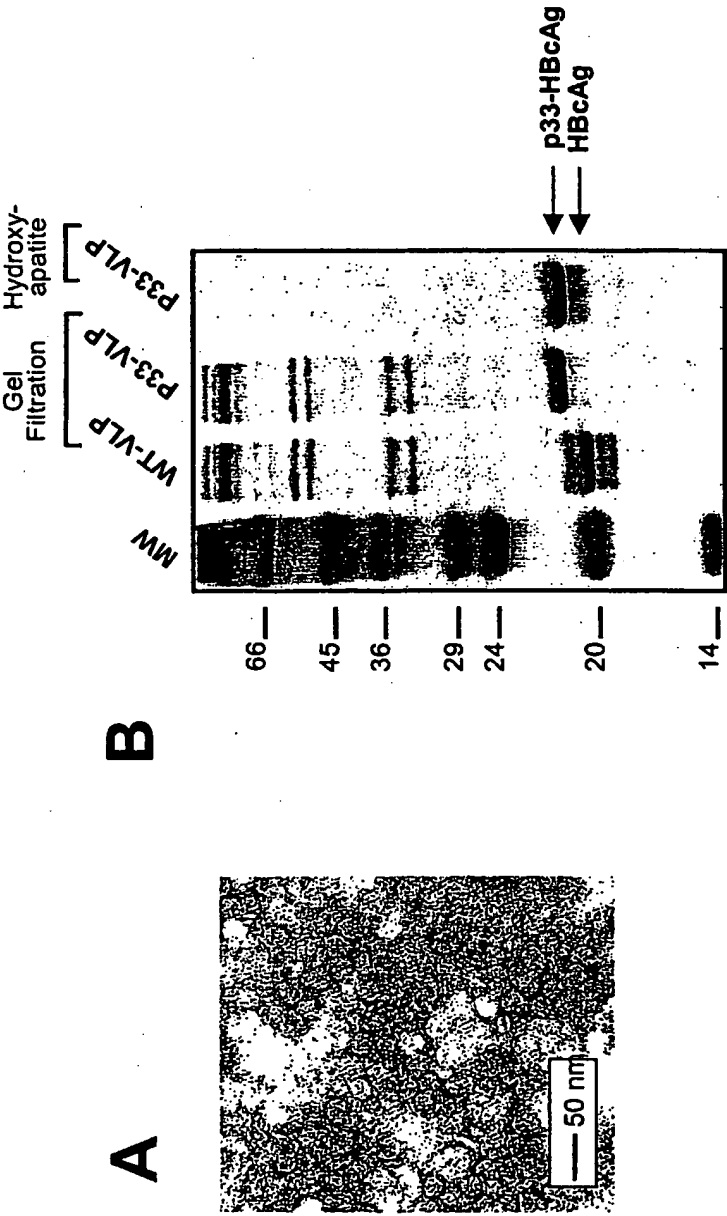 A
50 nm
B
Gel
Filtration
Hydroxy-
apatite
MW
WT-VLP
P33-VLP
P33-VLP
66
45
36
29
24
20
14
p33-HBcAg
HBcAg